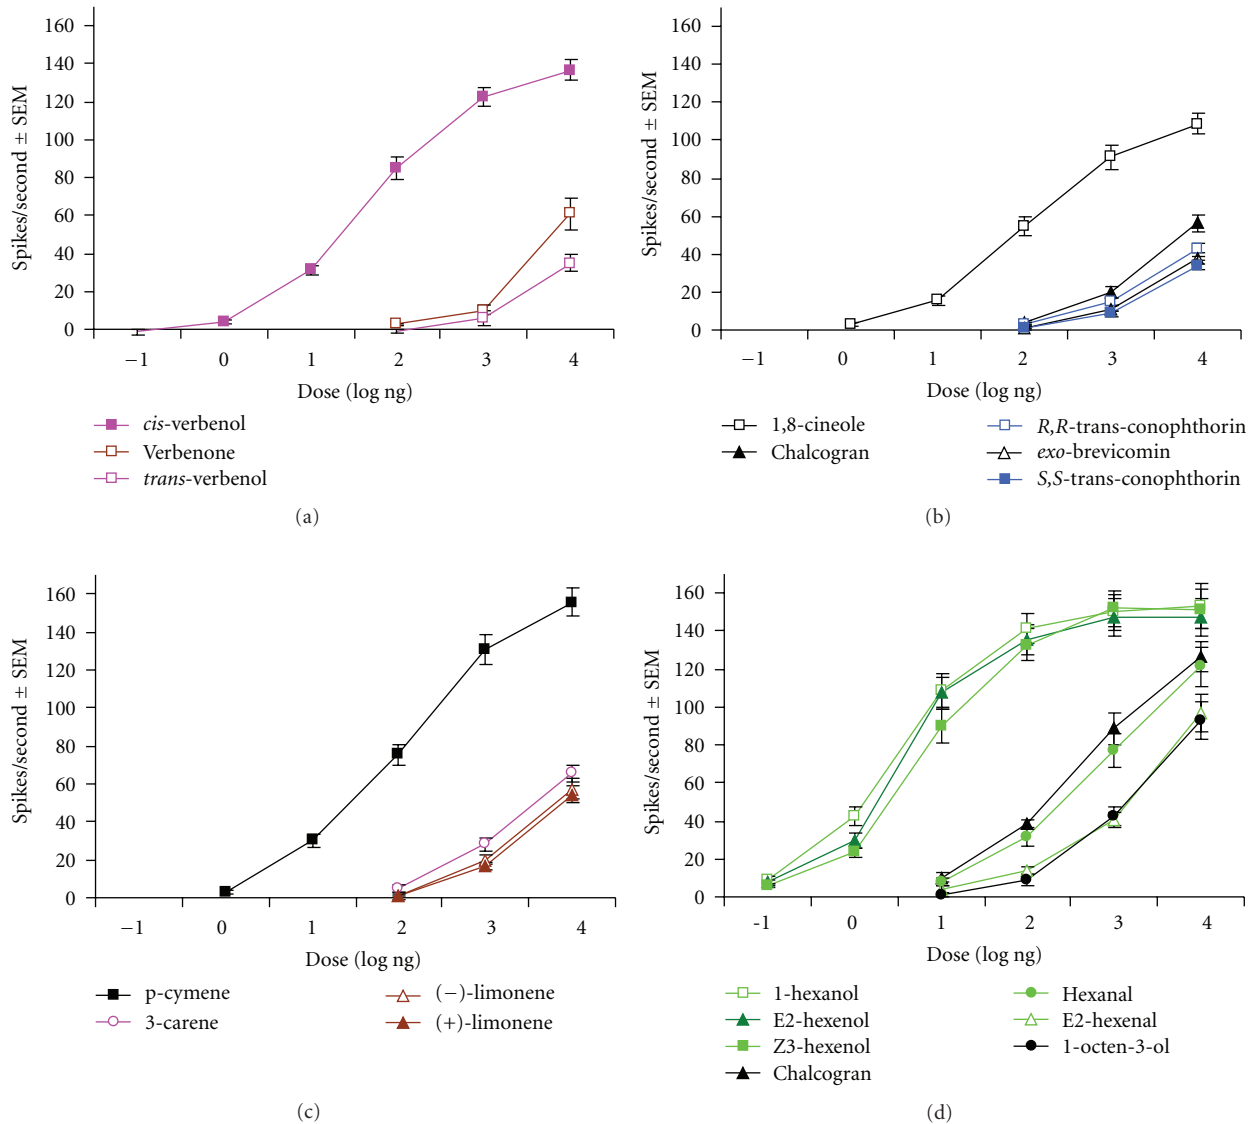 160
140
120
100
80
60
40
20
0
Spikes/second ± SEM
−1 0 1 2 3 4
Dose (log ng)
cis-verbenol
Verbenone
trans-verbenol
(a)
160
140
120
100
80
60
40
20
0
Spikes/second ± SEM
−1 0 1 2 3 4
Dose (log ng)
1,8-cineole
Chalcogran
R,R-trans-conophthorin
exo-brevicomin
S,S-trans-conophthorin
(b)
160
140
120
100
80
60
40
20
0
Spikes/second ± SEM
−1 0 1 2 3 4
Dose (log ng)
p-cymene
3-carene
(−)-limonene
(+)-limonene
(c)
160
140
120
100
80
60
40
20
0
Spikes/second ± SEM
-1 0 1 2 3 4
Dose (log ng)
1-hexanol
E2-hexenol
Z3-hexenol
Chalcogran
Hexanal
E2-hexenal
1-octen-3-ol
(d)